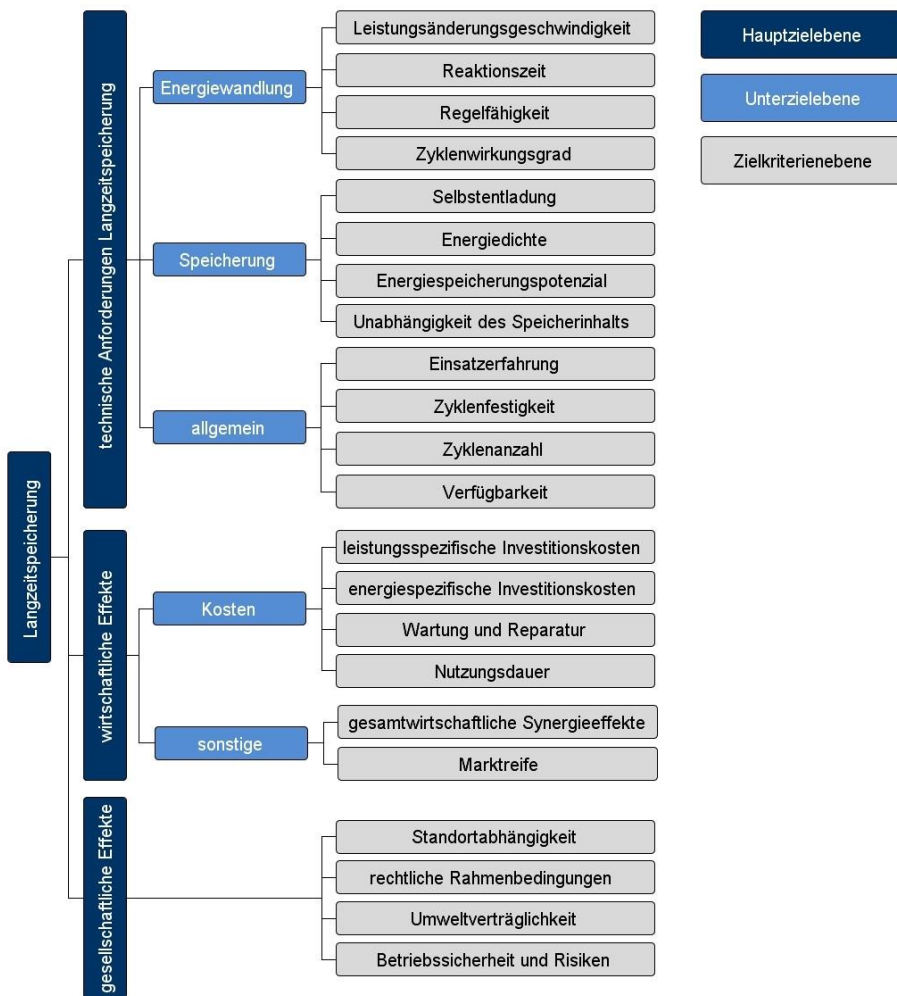 Langzeitspeicherung
technische Anforderungen Langzeitspeicherung
Energiewandlung
Leistungsänderungsgeschwindigkeit
Reaktionszeit
Regelfähigkeit
Zyklenwirkungsgrad
Speicherung
Selbstentladung
Energiedichte
Energiespeicherungspotenzial
Unabhängigkeit des Speicherinhalts
allgemein
Einsatzerfahrung
Zyklenfestigkeit
Zyklenanzahl
Verfügbarkeit
wirtschaftliche Effekte
Kosten
leistungsspezifische Investitionskosten
energiespezifische Investitionskosten
Wartung und Reparatur
Nutzungsdauer
sonstige
gesamtwirtschaftliche Synergieeffekte
Marktreife
gesellschaftliche Effekte
Standortabhängigkeit
rechtliche Rahmenbedingungen
Umweltverträglichkeit
Betriebssicherheit und Risiken
Hauptzielebene
Unterzielebene
Zielkriterienebene